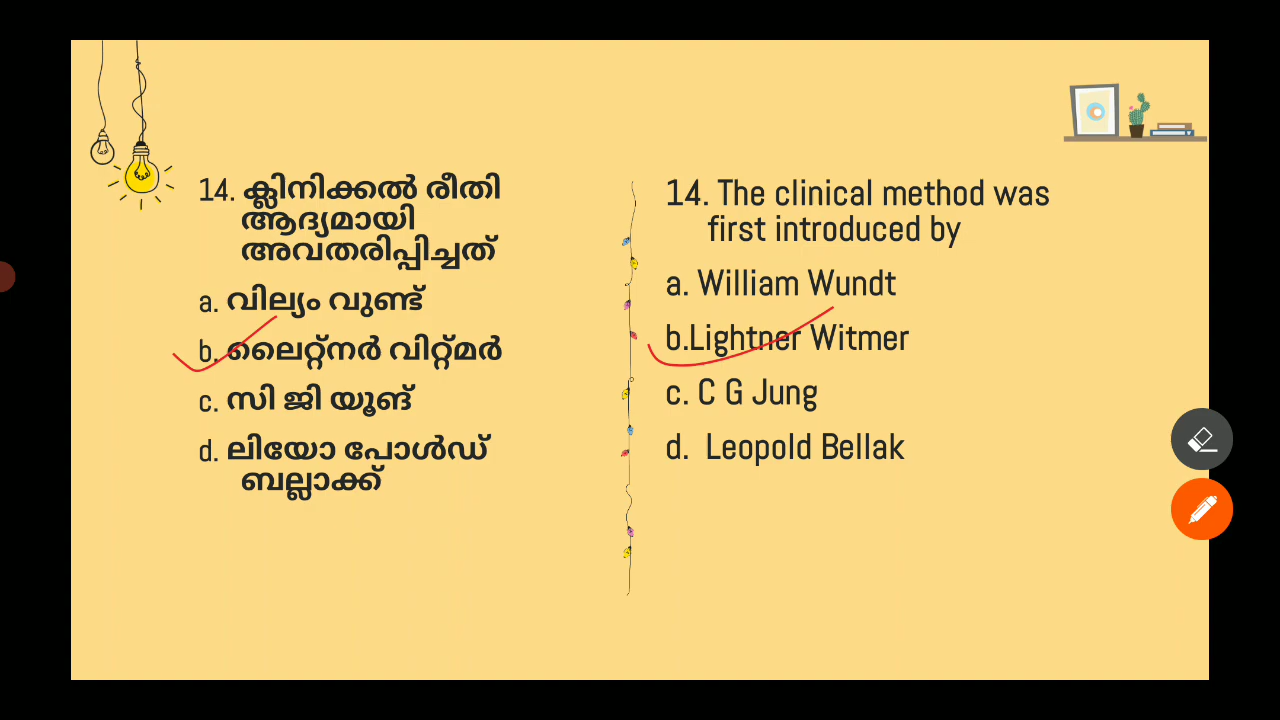 14. ക്ലിനിക്കൽ രീതി
ആദ്യമായി
അവതരിപ്പിച്ചത്
a. വില്യം വുണ്ട്
b. ലൈറ്റ്നർ വിറ്റ്മർ
c. സി ജി യൂങ്
d. ലിയോ പോൾഡ്
ബല്ലാക്ക്
14. The clinical method was
first introduced by
a. William Wundt
b.Lightner Witmer
c. C G Jung
d. Leopold Bellak